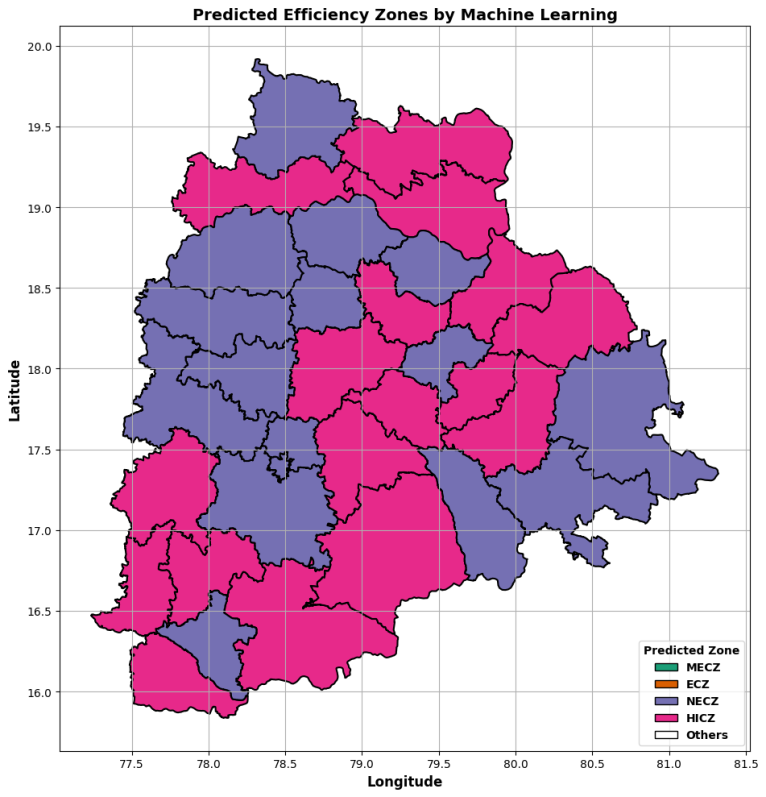 Predicted Efficiency Zones by Machine Learning
20.0
19.5
19.0
18.5
18.0
17.5
17.0
16.5
16.0
Latitude
77.5 78.0 78.5 79.0 79.5 80.0 80.5 81.0 81.5
Longitude
Predicted Zone
MECZ
ECZ
NECZ
HICZ
Others